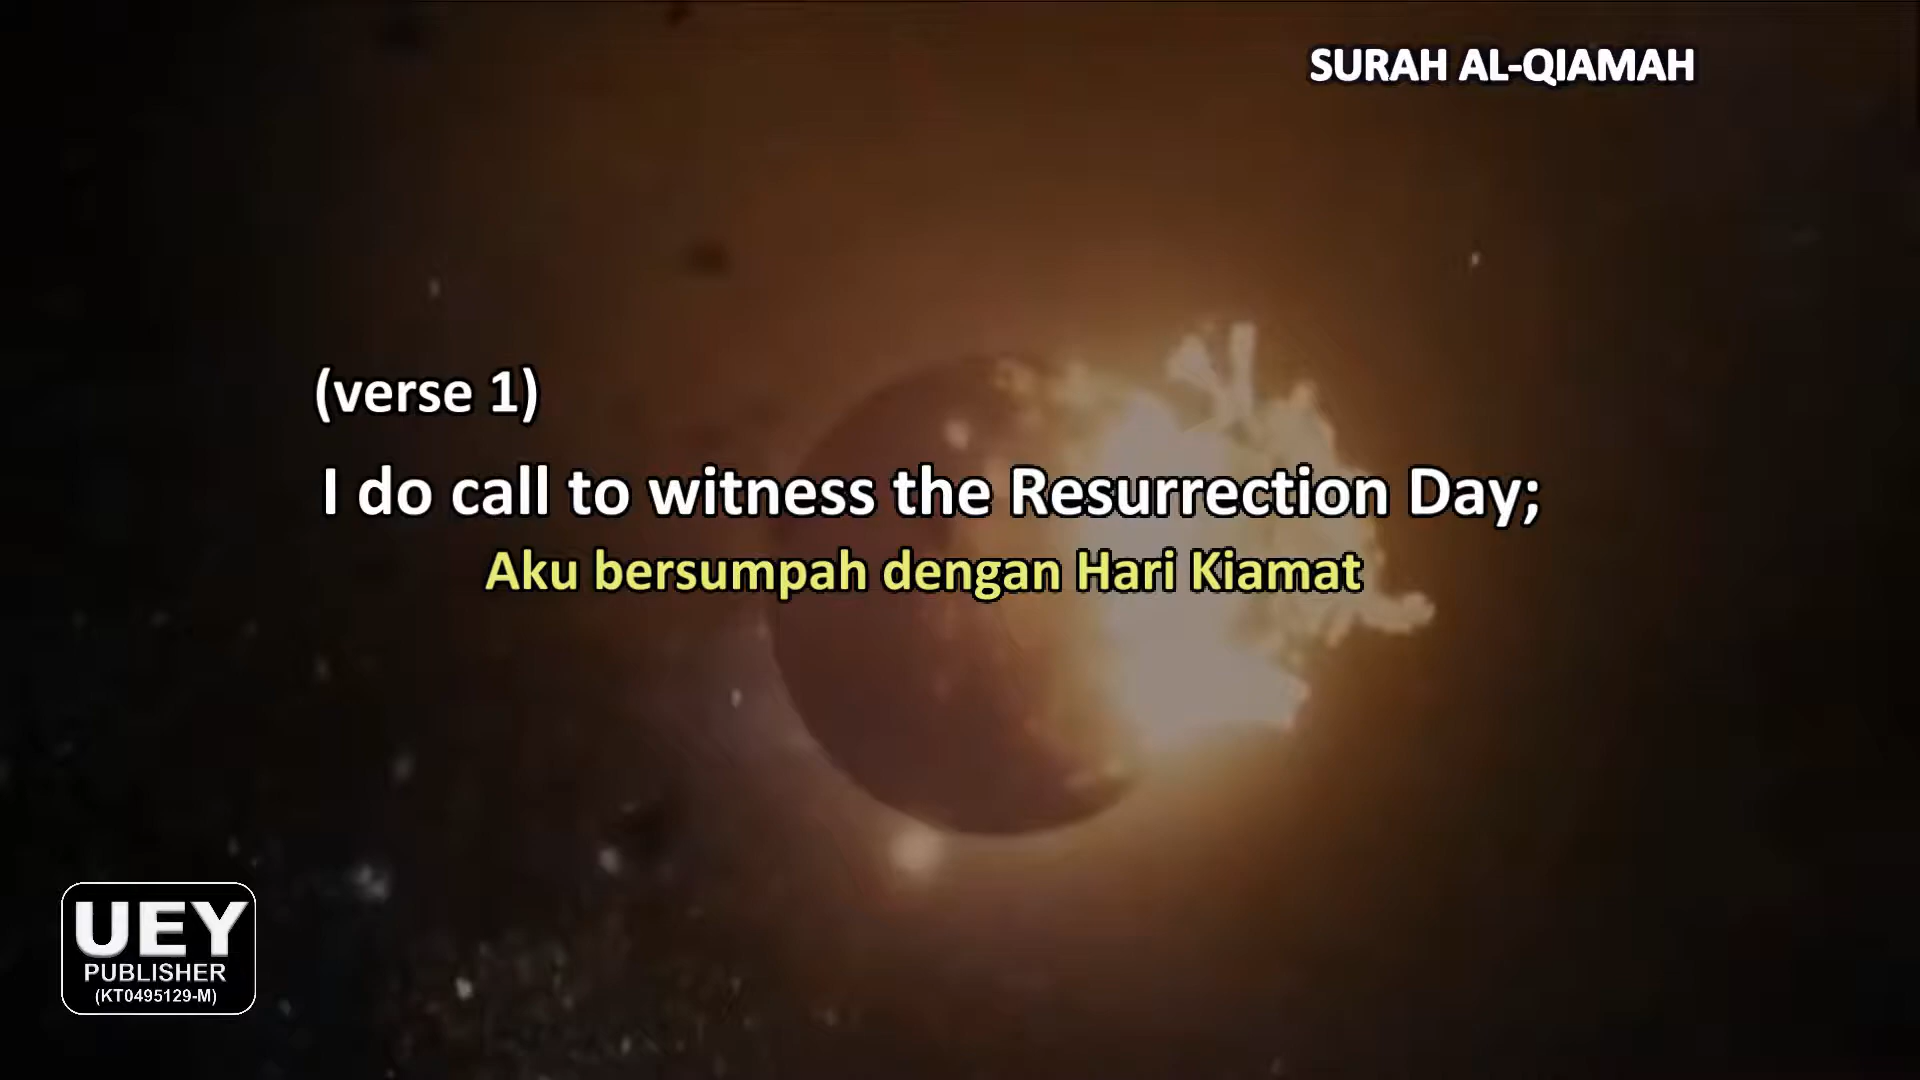 SURAH AL-QIAMAH
(verse 1)
I do call to witness the Resurrection Day;
Aku bersumpah dengan Hari Kiamat
UEY
PUBLISHER
(KT0495129-M)